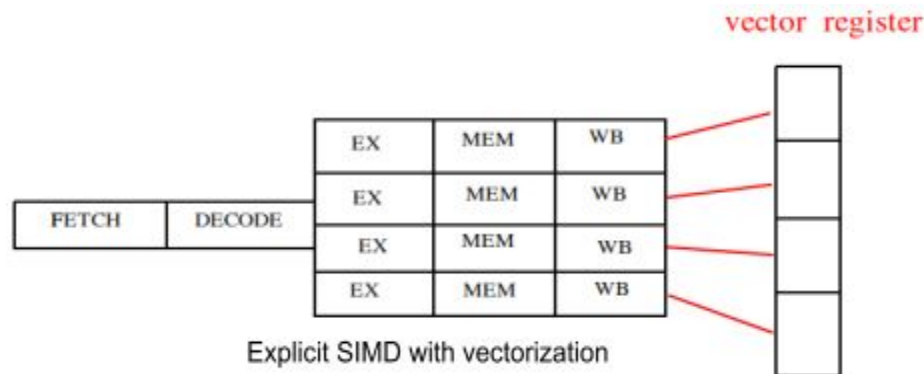 vector register
EX MEM WB
EX MEM WB
FETCH DECODE
EX MEM WB
EX MEM WB
Explicit SIMD with vectorization